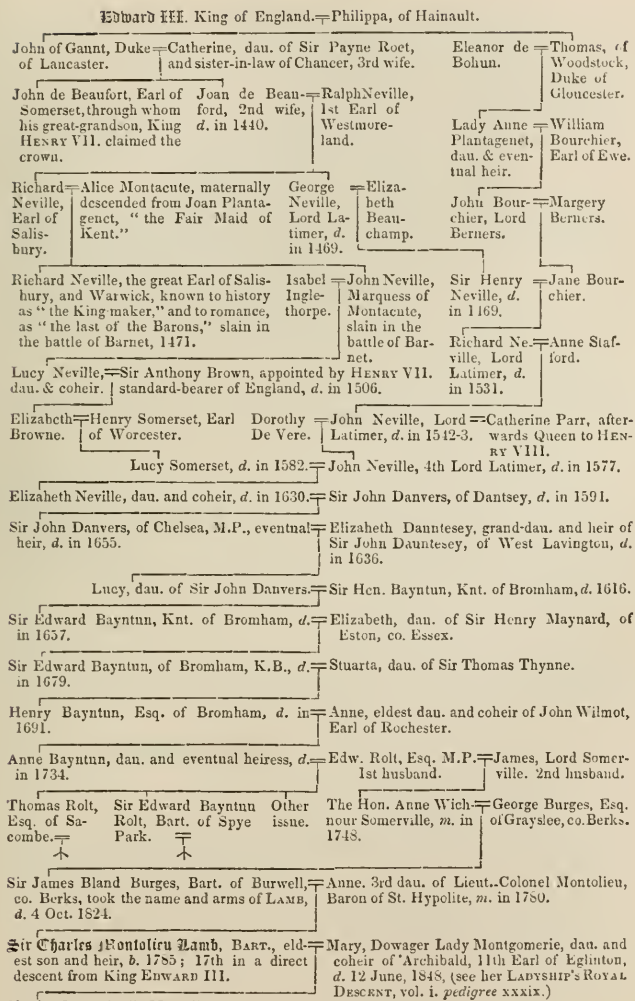 Edward III. King of England.=Philippa, of Hainault.
John of Gaunt, Duke=Catherine, dau. of Sir Payne Roet,
of Lancaster. and sister-in-law of Chaucer, 3rd wife.
Eleanor de=Thomas, of
Bohun. Woodstock,
Duke of
Gloucester.
John de Beaufort, Earl of
Somerset, through whom
his great-grandson, King
HENRY VII. claimed the
crown.
Joan de Beau-=Ralph Neville,
ford, 2nd wife, 1st Earl of
d. in 1440. Westmore-
land.
Lady Anne=William
Plantagenet, Bourchier,
dau. & even- Earl of Ewe.
tual heir.
Richard=Alice Montacute, maternally
Neville, descended from Joan Planta-
Earl of genet, "the Fair Maid of
Salis- Kent."
bury.
George=Eliza-
Neville, beth
Lord La- Beau-
timer, d. champ.
in 1469.
John Bour-=Margery
chier, Lord Berners.
Berners.
Richard Neville, the great Earl of Salis-
bury, and Warwick, known to history
as "the King-maker," and to romance,
as "the last of the Barons," slain in
the battle of Barnet, 1471.
Isabel=John Neville,
Ingle- Marquess of
thorpe. Montacute,
slain in the
battle of Bar-
net.
Sir Henry=Jane Bour-
Neville, d. chier.
in 1469.
Richard Ne-=Anne Staf-
ville, Lord ford.
Latimer, d.
in 1531.
Lucy Neville,=Sir Anthony Brown, appointed by HENRY VII.
dau. & coheir. standard-bearer of England, d. in 1506.
Elizabeth=Henry Somerset, Earl
Browne. of Worcester.
Dorothy=John Neville, Lord=Catherine Parr, after-
De Vere. Latimer, d. in 1542-3. wards Queen to HEN-
RY VIII.
Lucy Somerset, d. in 1582.=John Neville, 4th Lord Latimer, d. in 1577.
Elizabeth Neville, dau. and coheir, d. in 1630.=Sir John Danvers, of Dantsey, d. in 1591.
Sir John Danvers, of Chelsea, M.P., eventual=Elizabeth Dauntesey, grand-dau. and heir of
heir, d. in 1655. Sir John Dauntesey, of West Lavington, d.
in 1636.
Lucy, dau. of Sir John Danvers.=Sir Hen. Bayntun, Knt. of Bromham, d. 1616.
Sir Edward Bayntun, Knt. of Bromham, d.=Elizabeth, dau. of Sir Henry Maynard, of
in 1657. Eston, co. Essex.
Sir Edward Bayntun, of Bromham, K.B., d.=Stuarta, dau. of Sir Thomas Thynne.
in 1679.
Henry Bayntun, Esq. of Bromham, d. in=Anne, eldest dau. and coheir of John Wilmot,
1691. Earl of Rochester.
Anne Bayntun, dau. and eventual heiress, d.=Edw. Rolt, Esq. M.P.=James, Lord Somer-
in 1734. 1st husband. ville. 2nd husband.
Thomas Rolt,
Esq. of Sa-
combe.=
Sir Edward Bayntnu
Rolt, Bart. of Spye
Park. =
Other
issue.
The Hon. Anne Wich-=George Burges, Esq.
nour Somerville, m. in of Grayslee, co. Berks.
1748.
Sir James Bland Burges, Bart. of Burwell,=Anne. 3rd dau. of Lieut..Colonel Montolieu,
co. Berks, took the name and arms of LAMB, Baron of St. Hypolite, m. in 1780.
d. 4 Oct. 1824.
Sir Charles Montolieu Lamb, BART., eld-=Mary, Dowager Lady Montgomerie, dau. and
est son and heir, b. 1785; 17th in a direct coheir of Archibald, 11th Earl of Eglinton,
descent from King EDWARD III. d. 12 June, 1848, (see her LADYSHIP'S ROYAL
DESCENT, vol. i. pedigree xxxix.)